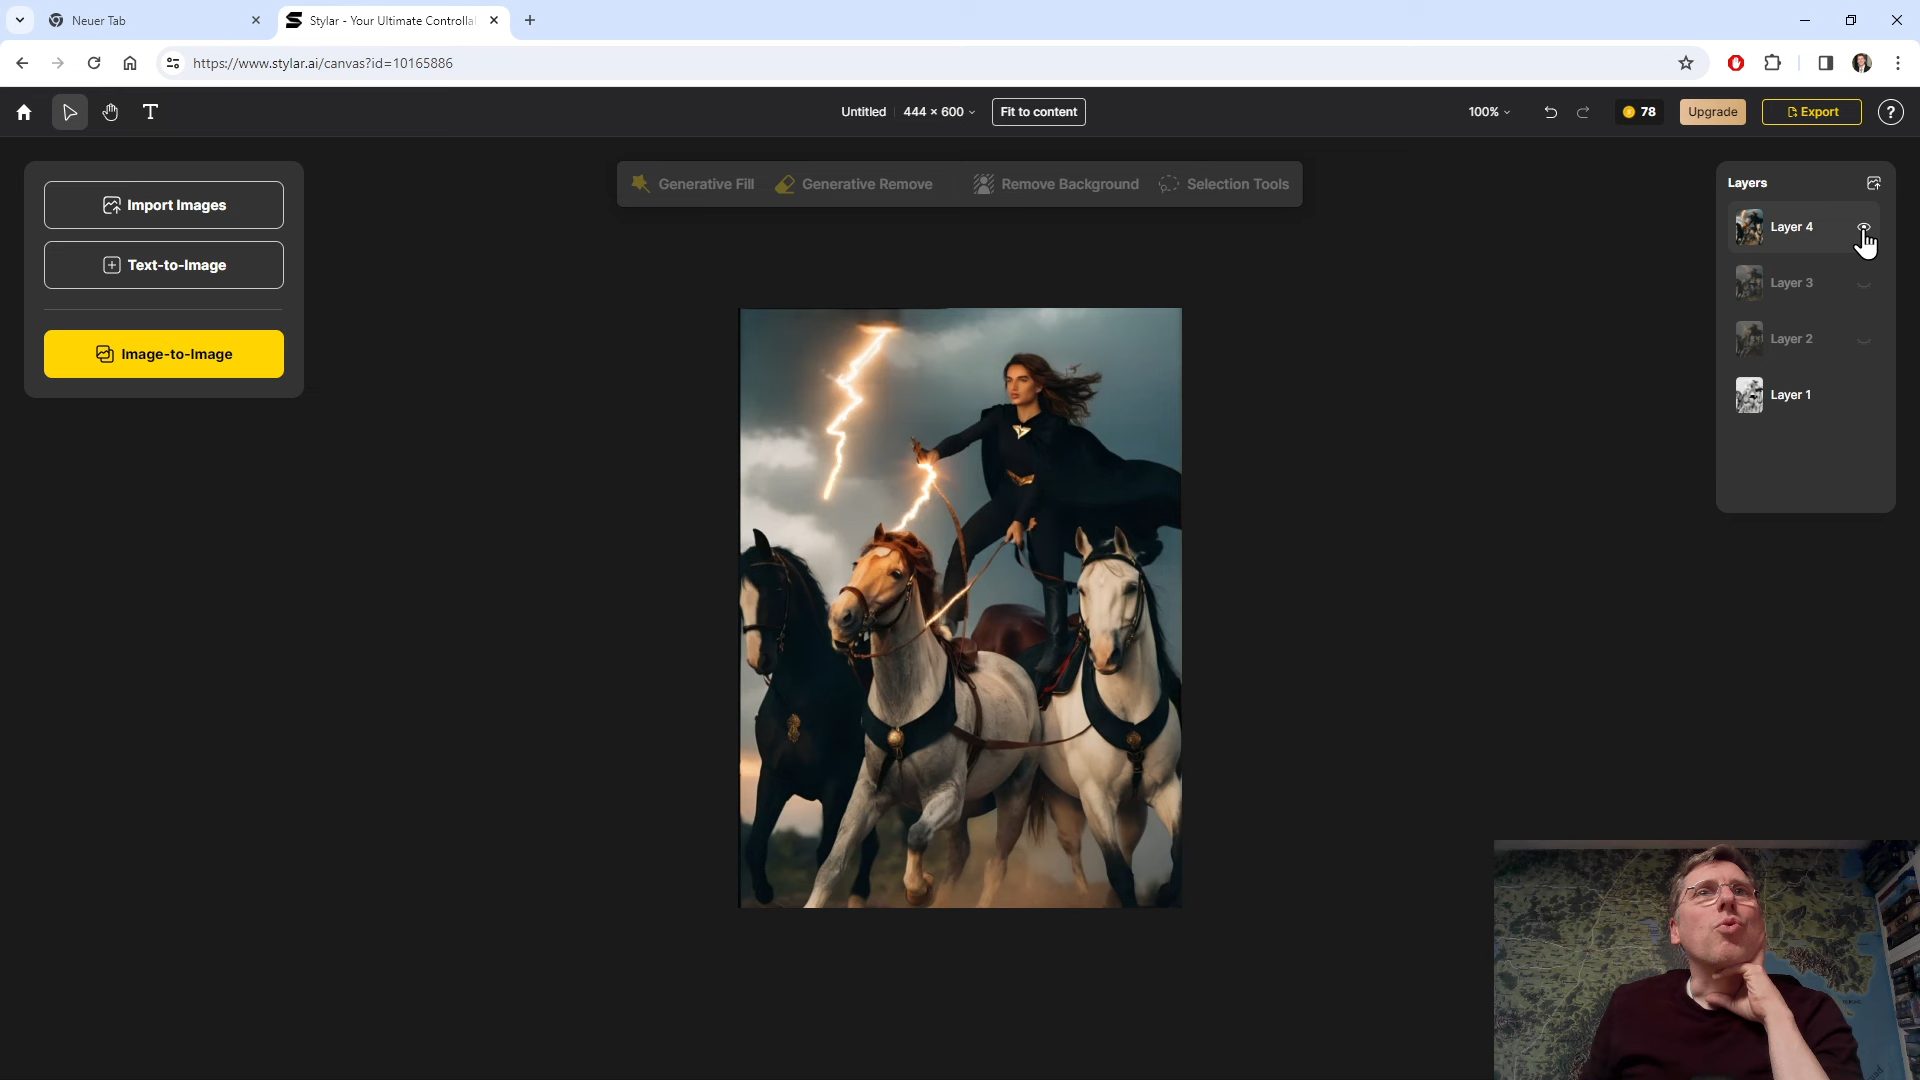 Neuer Tab
Stylar - Your Ultimate Controlla
https://www.stylar.ai/canvas?id=10165886
T
Untitled
444 × 600
Fit to content
100%
78
Upgrade
Export
?
Import Images
Text-to-Image
Image-to-Image
Generative Fill
Generative Remove
Remove Background
Selection Tools
Layers
Layer 4
Layer 3
Layer 2
Layer 1